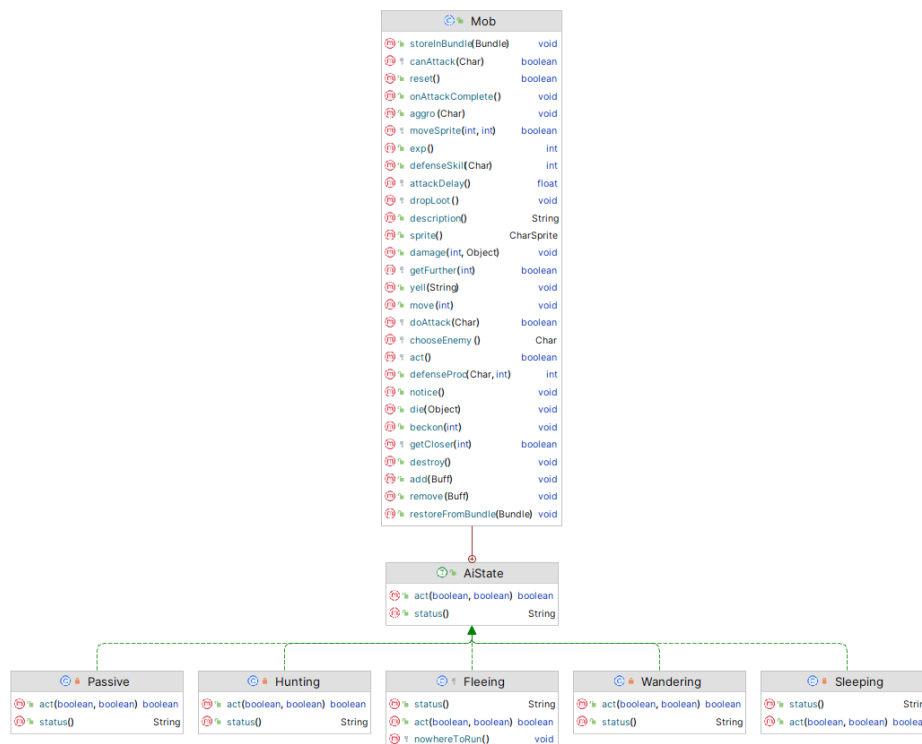 Mob
storeInBundle(Bundle) void
canAttack(Char) boolean
reset() boolean
onAttackComplete() void
aggro(Char) void
moveSprite(int, int) boolean
exp() int
defenseSkill(Char) int
attackDelay() float
dropLoot() void
description() String
sprite() CharSprite
damage(int, Object) void
getFurther(int) boolean
yell(String) void
move(int) void
doAttack(Char) boolean
chooseEnemy() Char
act() boolean
defenseProc(Char, int) int
notice() void
die(Object) void
beckon(int) void
getCloser(int) boolean
destroy() void
add(Buff) void
remove(Buff) void
restoreFromBundle(Bundle) void
AiState
act(boolean, boolean) boolean
status() String
Passive
act(boolean, boolean) boolean
status() String
Hunting
act(boolean, boolean) boolean
status() String
Fleeing
status() String
act(boolean, boolean) boolean
nowhereToRun() void
Wandering
act(boolean, boolean) boolean
status() String
Sleeping
status() String
act(boolean, boolean) boolean